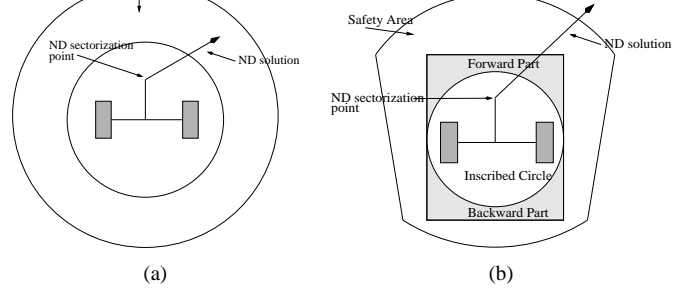 ND sectorization
point
ND solution
(a)
Safety Area
ND solution
Forward Part
ND sectorization
point
Inscribed Circle
Backward Part
(b)